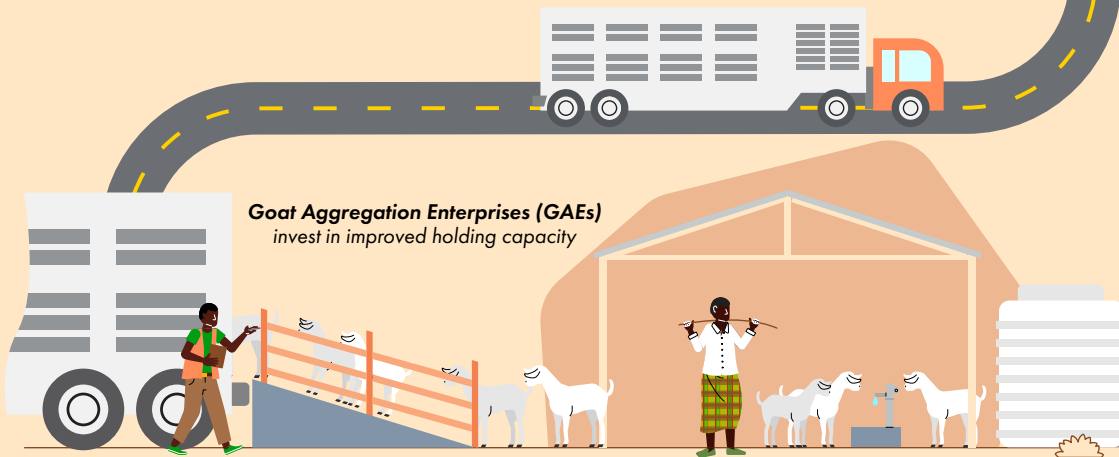 Goat Aggregation Enterprises (GAEs)
invest in improved holding capacity